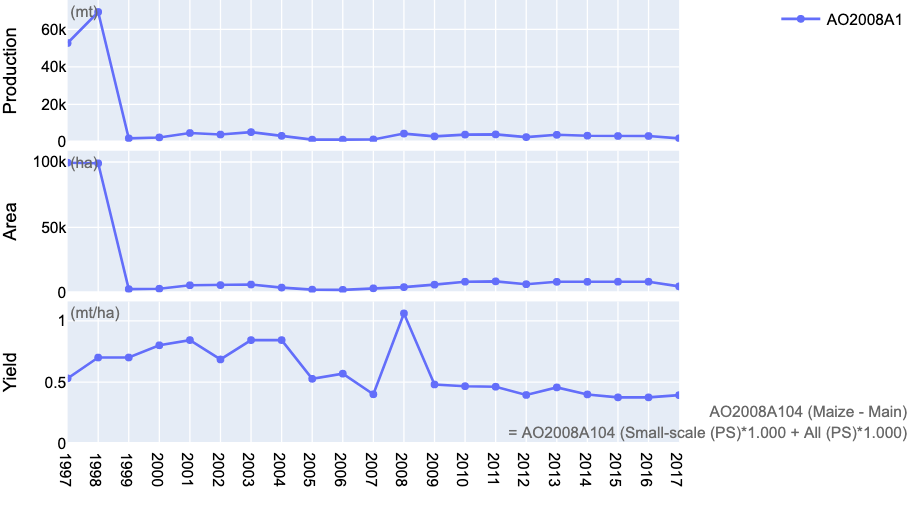 (mt)
60k
40k
20k
0
Production
AO2008A1
(ha)
100k
50k
0
Area
(mt/ha)
1
0.5
0
Yield
AO2008A104 (Maize - Main)
= AO2008A104 (Small-scale (PS)*1.000 + All (PS)*1.000)
1997
1998
1999
2000
2001
2002
2003
2004
2005
2006
2007
2008
2009
2010
2011
2012
2013
2014
2015
2016
2017